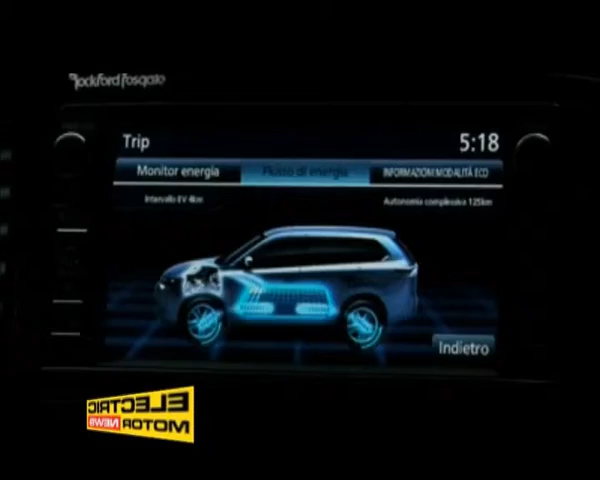 Rockford Fosgate
Trip 5:18
Monitor energia Flusso di energia INFORMAZIONI MODALITÀ ECO
Intervallo EV 4km Autonomia complessiva 125km
Indietro
ELECTRIC
MOTOR NEWS